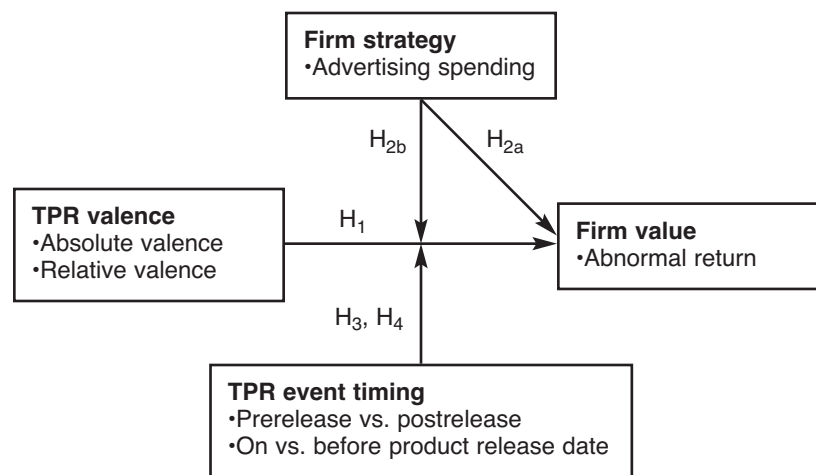 Firm strategy
•Advertising spending
H2b
H2a
TPR valence
•Absolute valence
•Relative valence
H1
Firm value
•Abnormal return
H3, H4
TPR event timing
•Prerelease vs. postrelease
•On vs. before product release date